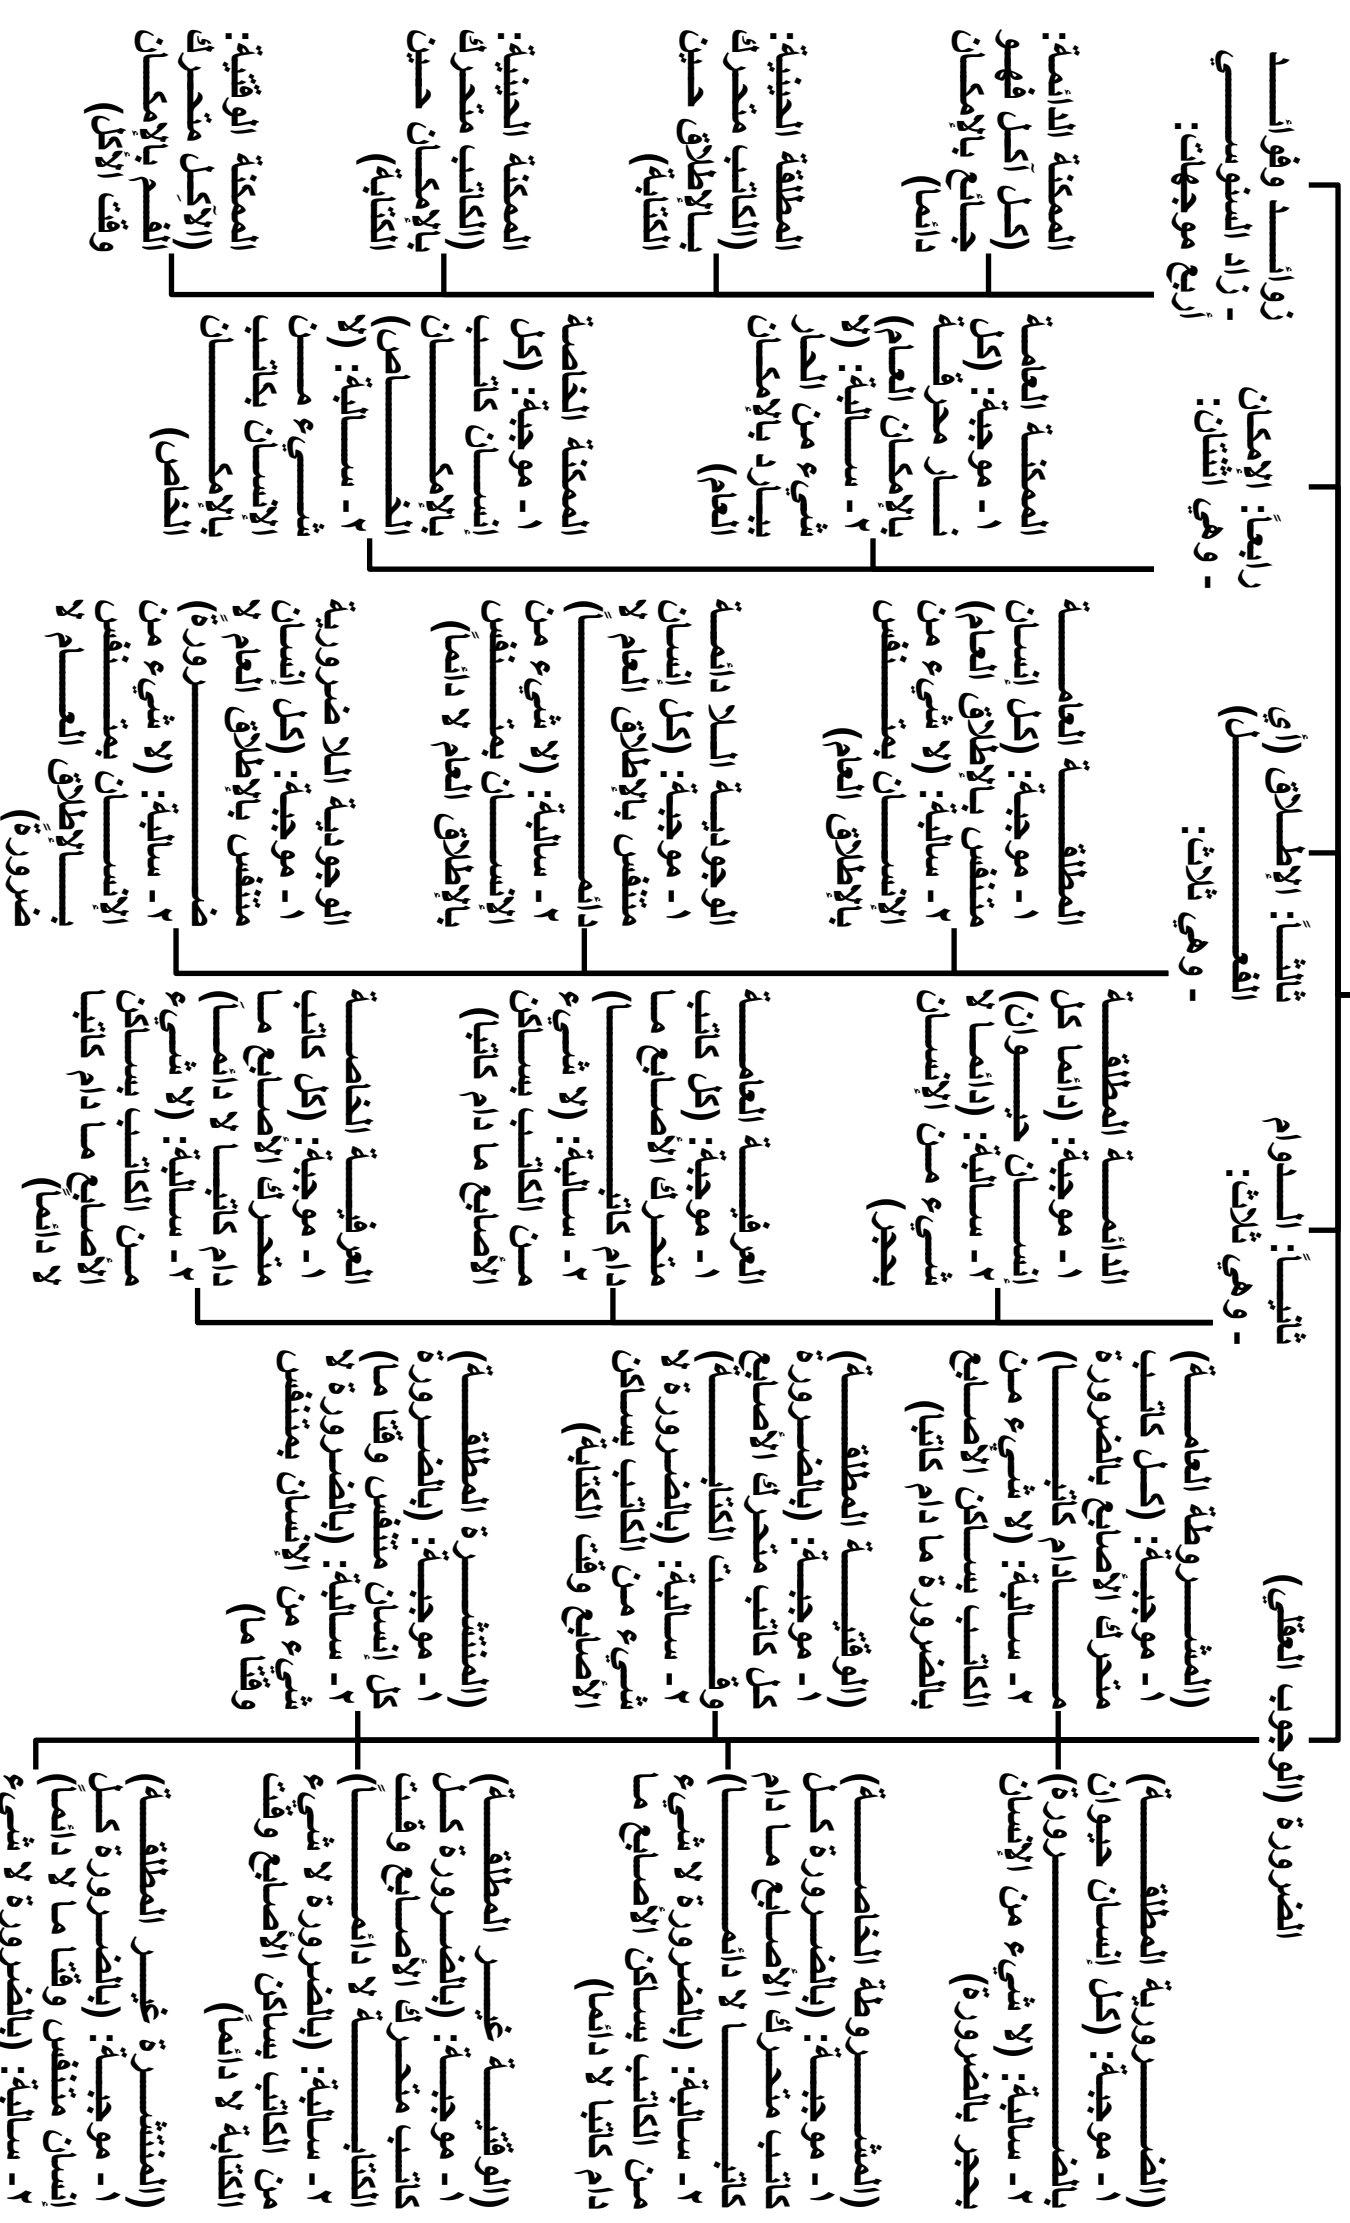 الضرورة (الوجوب العقلي)
(الضرورية المطلقة)
١ - موجبة: (كل إنسان حيوان
بالضرورة)
٢ - سالبة: (لا شيء من الإنسان
بحجر بالضرورة)
(المشروطة الخاصة)
١ - موجبة: (بالضرورة كل
كاتب متحرك الأصابع ما دام
كاتبا لا دائما)
٢ - سالبة: (بالضرورة لا شيء
من الكاتب بساكن الأصابع ما
دام كاتبا لا دائما)
(الوقتية غير المطلقة)
١ - موجبة: (بالضرورة كل
كاتب متحرك الأصابع وقت
الكتابة لا دائماً)
٢ - سالبة: (بالضرورة لا شيء
من الكاتب بساكن الأصابع وقت
الكتابة لا دائماً)
(المنتشرة غير المطلقة)
١ - موجبة: (بالضرورة كل
إنسان متنفس وقتا ما لا دائماً)
٢ - سالبة: (بالضرورة لا شيء
(المشروطة العامة)
١ - موجبة: (كل كاتب
متحرك الأصابع بالضرورة
مادام كاتبا)
٢ - سالبة: (لا شيء من
الكاتب بساكن الأصابع
بالضرورة ما دام كاتبا)
(الوقتية المطلقة)
١ - موجبة: (بالضرورة
كل كاتب متحرك الأصابع
وقت الكتابة)
٢ - سالبة: (بالضرورة لا
شيء من الكاتب بساكن
الأصابع وقت الكتابة)
(المنتشرة المطلقة)
١ - موجبة: (بالضرورة
كل إنسان متنفس وقتا ما)
٢ - سالبة: (بالضرورة لا
شيء من الإنسان بمتنفس
وقتا ما)
ثانياً: الدوام
- وهي ثلاث:
الدائمة المطلقة
١ - موجبة: (دائما كل
إنسان حيوان)
٢ - سالبة: (دائما لا
شيء من الإنسان
بحجر)
العرفية العامة
١ - موجبة: (كل كاتب
متحرك الأصابع ما
دام كاتبا)
٢ - سالبة: (لا شيء
من الكاتب بساكن
الأصابع ما دام كاتبا)
العرفية الخاصة
١ - موجبة: (كل كاتب
متحرك الأصابع ما
دام كاتبا لا دائماً)
٢ - سالبة: (لا شيء
من الكاتب بساكن
الأصابع ما دام كاتبا
لا دائماً)
ثالثاً: الإطلاق (أي
الفعل)
- وهي ثلاث:
المطلقة العامة
١ - موجبة: (كل إنسان
متنفس بالإطلاق العام)
٢ - سالبة: (لا شيء من
الإنسان بمتنفس
بالإطلاق العام)
الوجودية اللا دائمة
١ - موجبة: (كل إنسان
متنفس بالإطلاق العام لا
دائماً)
٢ - سالبة: (لا شيء من
الإنسان بمتنفس
بالإطلاق العام لا دائماً)
الوجودية اللا ضرورية
١ - موجبة: (كل إنسان
متنفس بالإطلاق العام لا
ضرورة)
٢ - سالبة: (لا شيء من
الإنسان بمتنفس
بالإطلاق العام لا
ضرورةً)
رابعاً: الإمكان
- وهي اثنتان:
الممكنة العامة
١ - موجبة: (كل
نار محرقة
بالإمكان العام)
٢ - سالبة: (لا
شيء من الحار
ببارد بالإمكان
العام)
الممكنة الخاصة
١ - موجبة: (كل
إنسان كاتب
بالإمكان
الخاص)
٢ - سالبة: (لا
شيء من
الإنسان بكاتب
بالإمكان
الخاص)
زوائد وفوائد
- زاد السنوسي
أربع موجهات:
الممكنة الدائمة:
(كل آكل فهو
جائع بالإمكان
دائما)
المطلقة الحينية:
(الكاتب متحرك
بالإطلاق حين
الكتابة)
الممكنة الحينية:
(الكاتب متحرك
بالإمكان حين
الكتابة)
الممكنة الوقتية:
(الآكل متحرك
الفم بالإمكان
وقت الأكل)